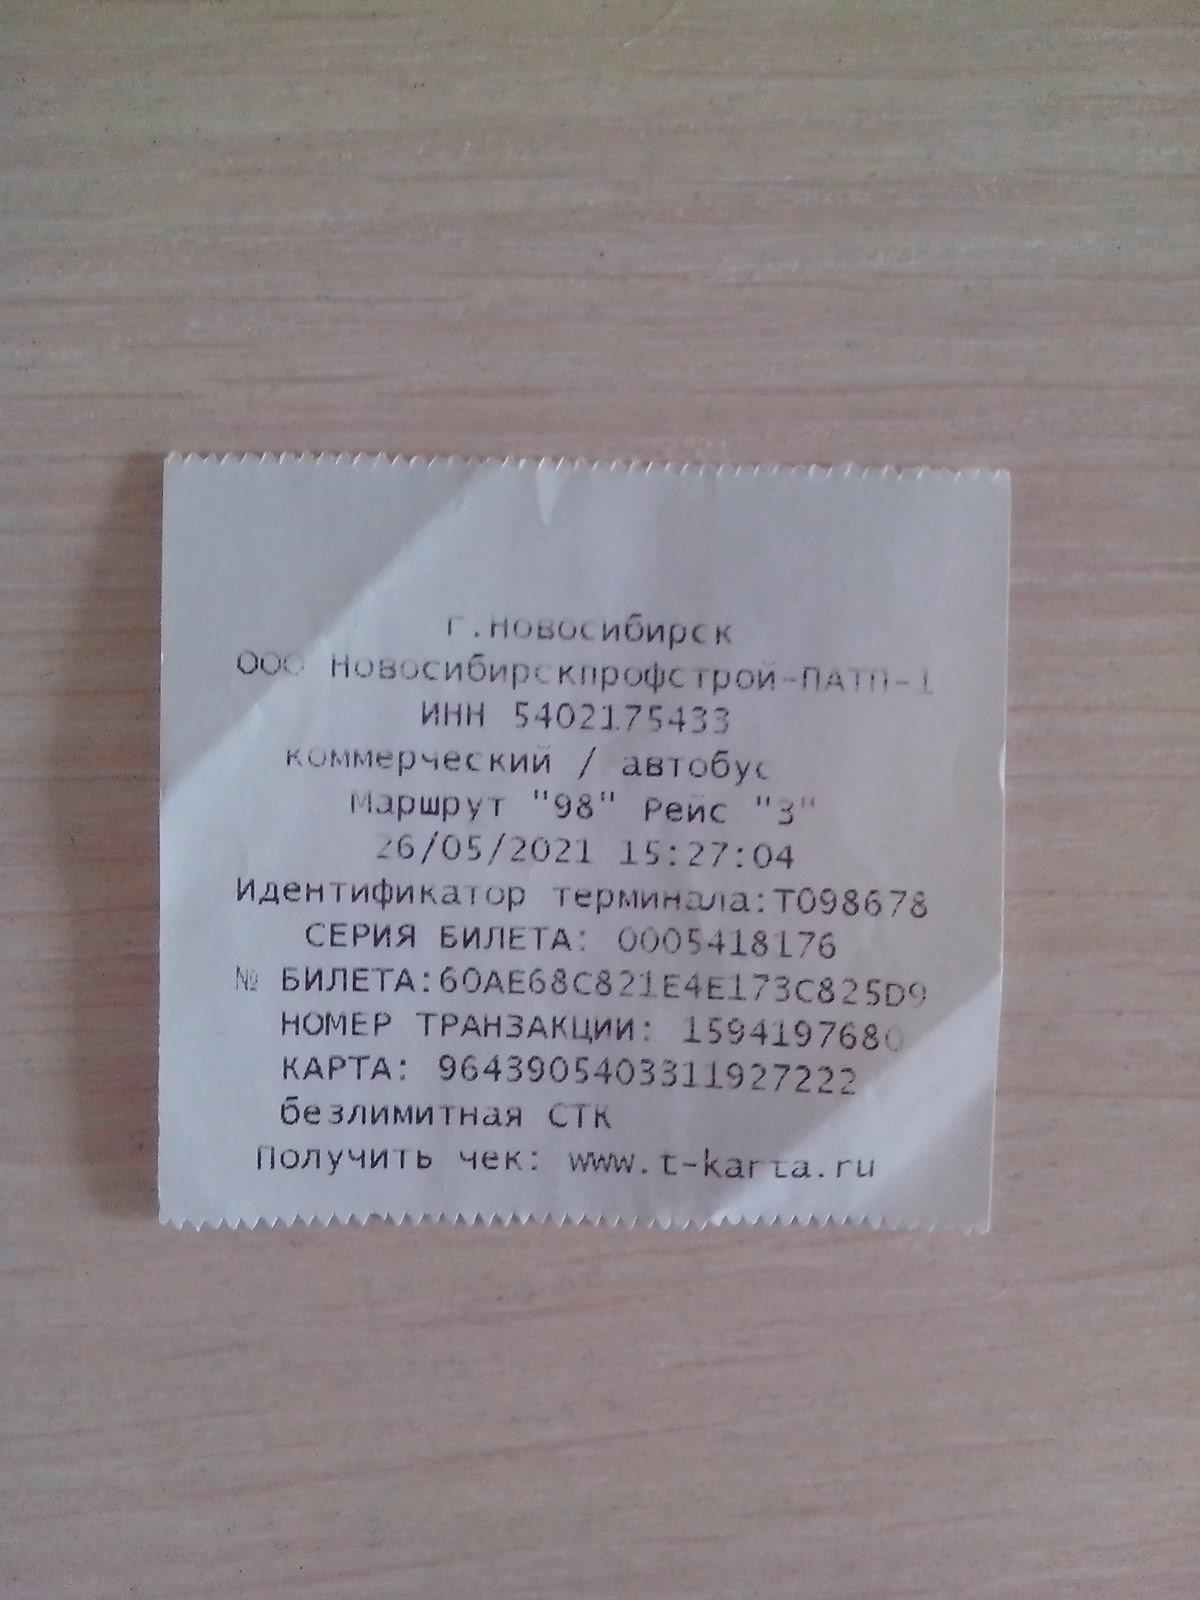 г.Новосибирск
ООО Новосибирскпрофстрой-ПАТП-1
ИНН 5402175433
коммерческий / автобус
Маршрут "98" Рейс "3"
26/05/2021 15:27:04
Идентификатор терминала:T098678
СЕРИЯ БИЛЕТА: 0005418176
№ БИЛЕТА:60AE68C821E4E173C825D9
НОМЕР ТРАНЗАКЦИИ: 1594197680
КАРТА: 9643905403311927222
безлимитная СТК
Получить чек: www.t-karta.ru